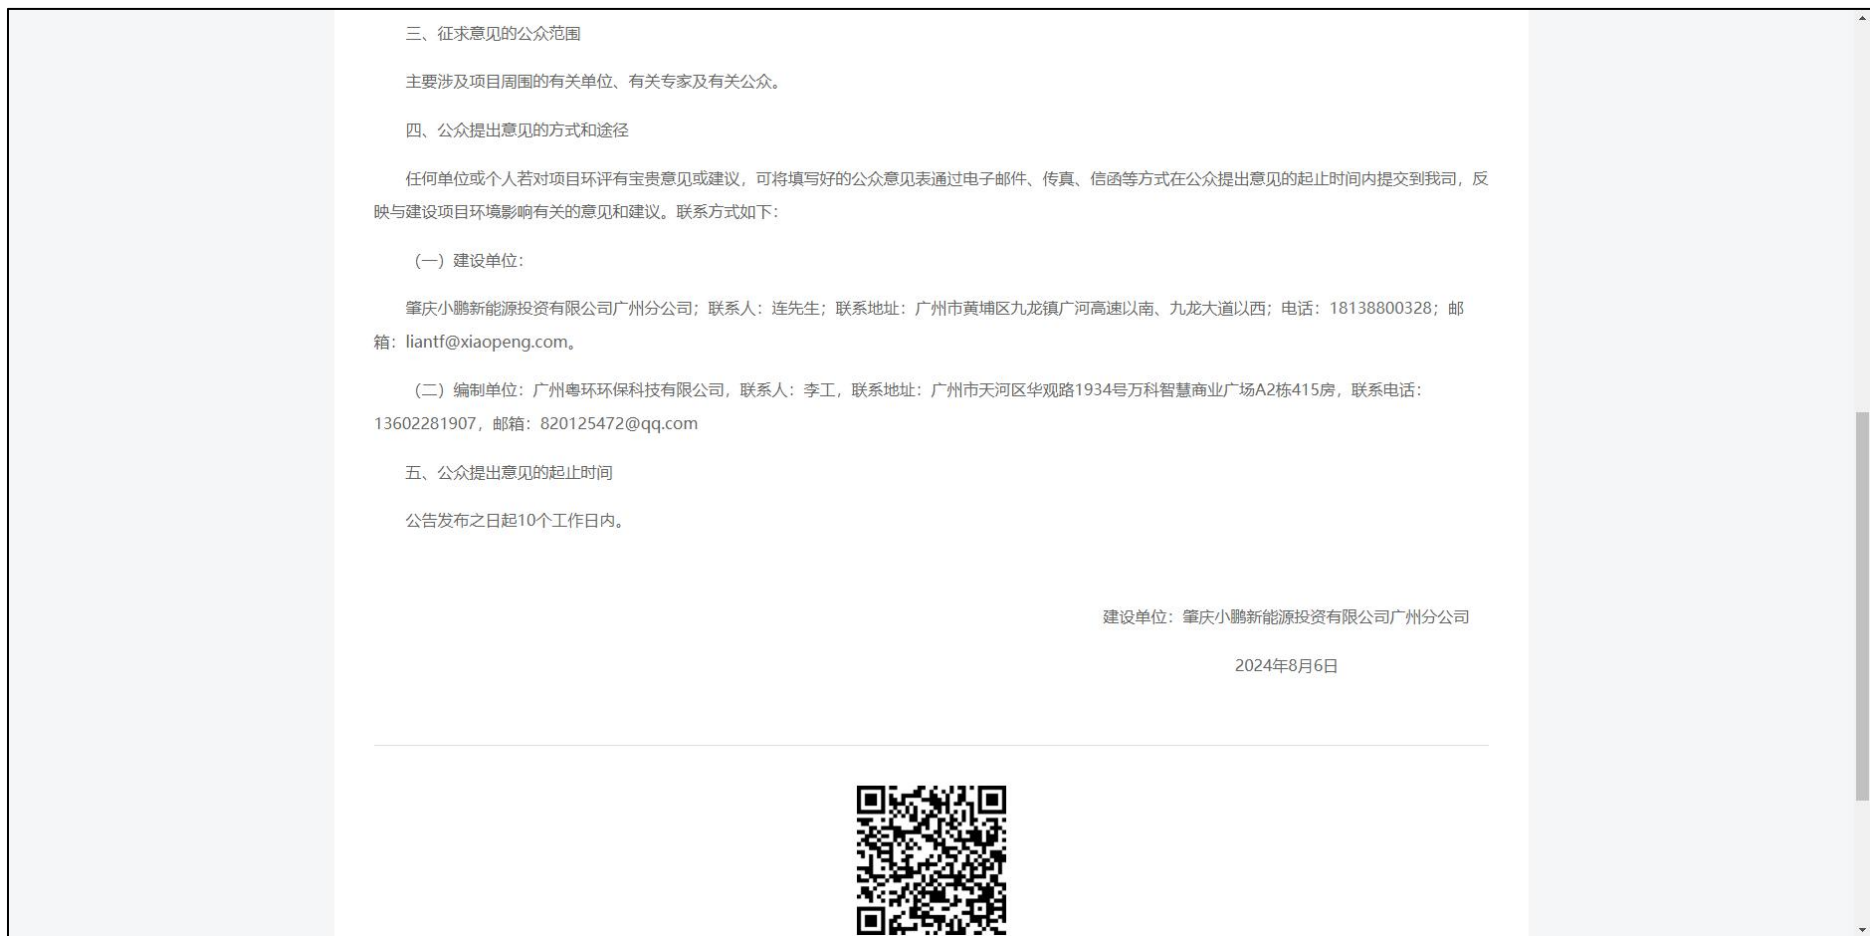 三、征求意见的公众范围
主要涉及项目周围的有关单位、有关专家及有关公众。
四、公众提出意见的方式和途径
任何单位或个人若对项目环评有宝贵意见或建议，可将填写好的公众意见表通过电子邮件、传真、信函等方式在公众提出意见的起止时间内提交到我司，反
映与建设项目环境影响有关的意见和建议。联系方式如下：
（一）建设单位：
肇庆小鹏新能源投资有限公司广州分公司；联系人：连先生；联系地址：广州市黄埔区九龙镇广河高速以南、九龙大道以西；电话：18138800328；邮
箱：liantf@xiaopeng.com。
（二）编制单位：广州粤环环保科技有限公司，联系人：李工，联系地址：广州市天河区华观路1934号万科智慧商业广场A2栋415房，联系电话：
13602281907，邮箱：820125472@qq.com
五、公众提出意见的起止时间
公告发布之日起10个工作日内。
建设单位：肇庆小鹏新能源投资有限公司广州分公司
2024年8月6日